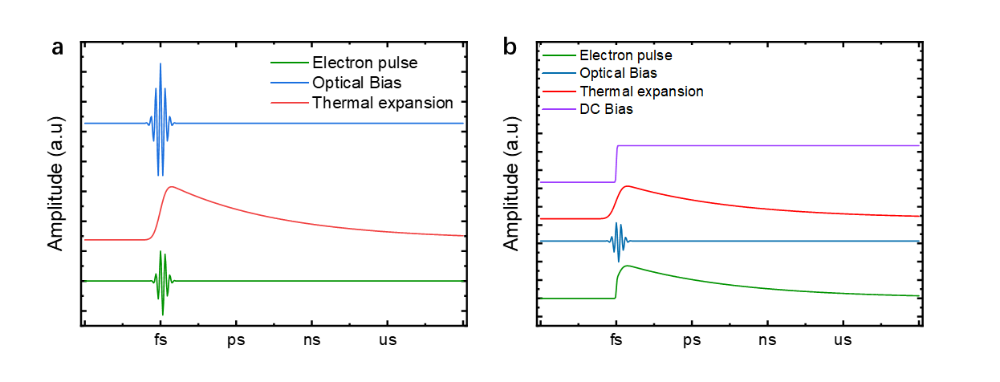 a
Electron pulse
Optical Bias
Thermal expansion
Amplitude (a.u)
fs ps ns us
b
Electron pulse
Optical Bias
Thermal expansion
DC Bias
Amplitude (a.u)
fs ps ns us